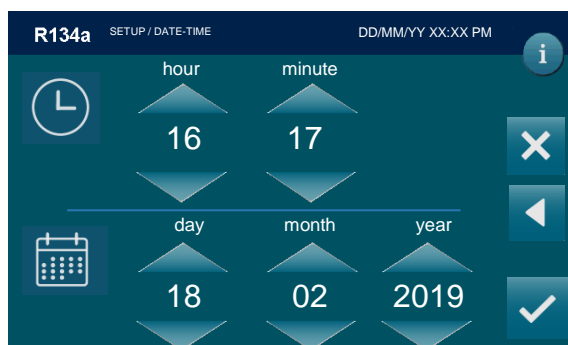 R134a SETUP / DATE-TIME DD/MM/YY XX:XX PM
i
hour minute
16 17
day month year
18 02 2019